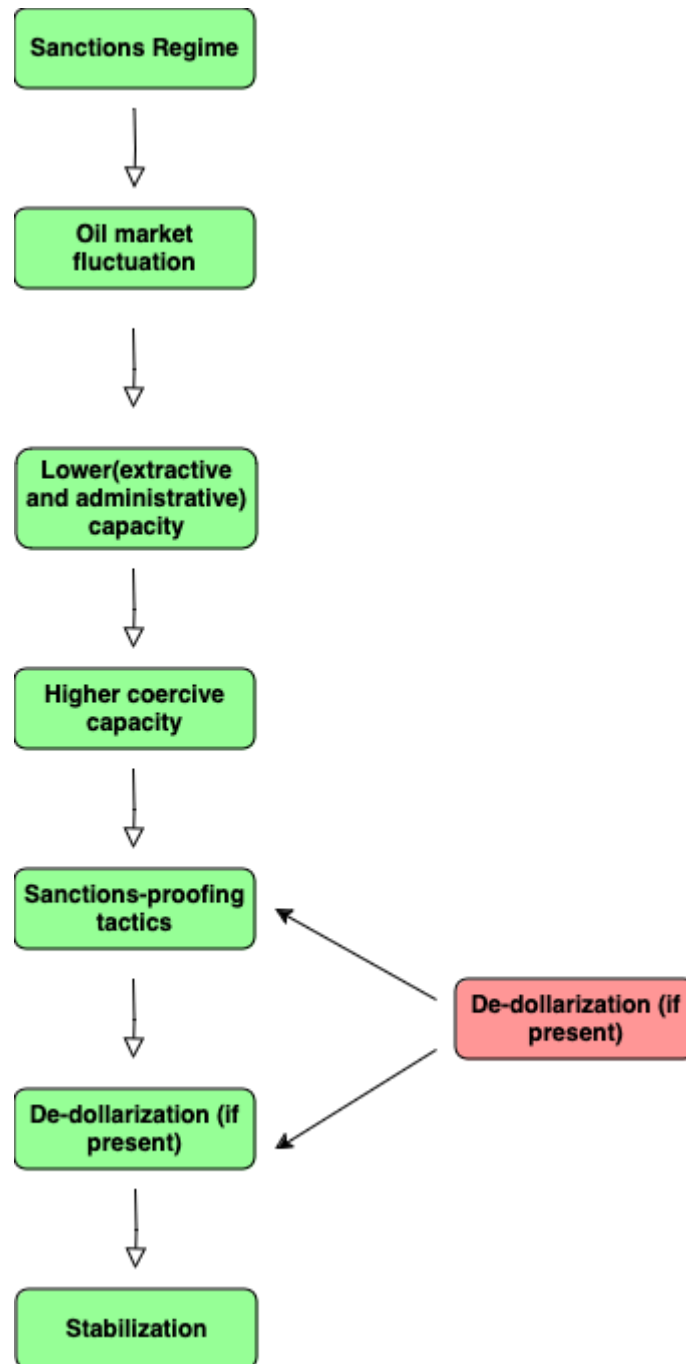 Sanctions Regime
Oil market
fluctuation
Lower(extractive
and administrative)
capacity
Higher coercive
capacity
Sanctions-proofing
tactics
De-dollarization (if
present)
De-dollarization (if
present)
Stabilization